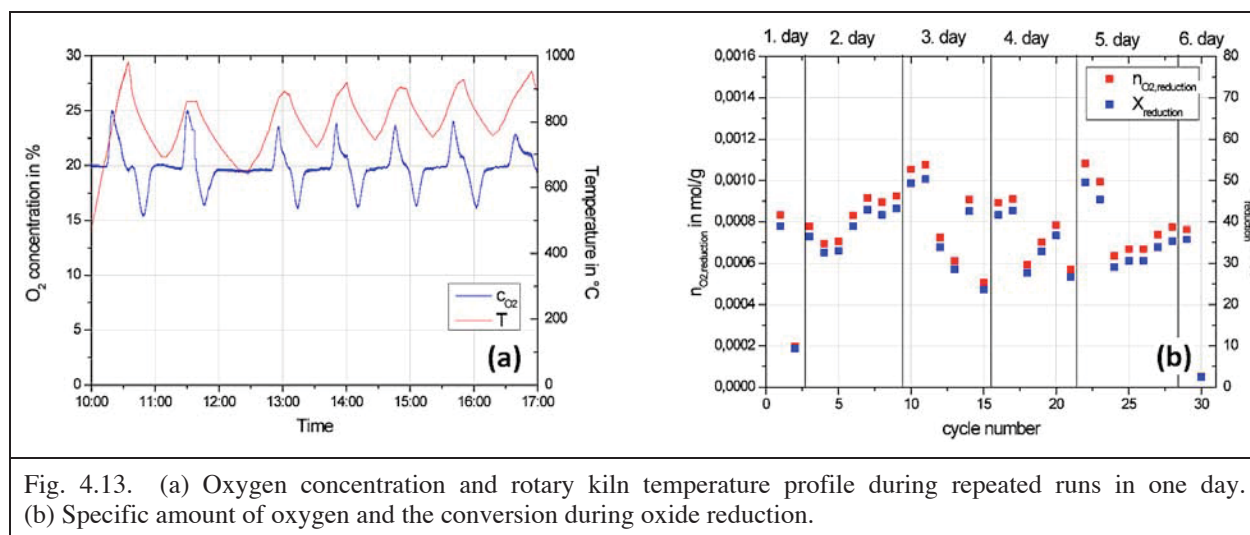 1. day 2. day 3. day 4. day 5. day 6. day
30
25
20
15
10
5
0
O2 concentration in %
1000
800
600
400
200
0
Temperature in °C
cO2
T
(a)
10:00 11:00 12:00 13:00 14:00 15:00 16:00 17:00
Time
0,0016
0,0014
0,0012
0,0010
0,0008
0,0006
0,0004
0,0002
0,0000
nO2,reduction in mol/g
nO2,reduction
Xreduction
80
70
60
50
40
30
20
10
0
(b)
0 5 10 15 20 25 30
cycle number
Fig. 4.13. (a) Oxygen concentration and rotary kiln temperature profile during repeated runs in one day.
(b) Specific amount of oxygen and the conversion during oxide reduction.